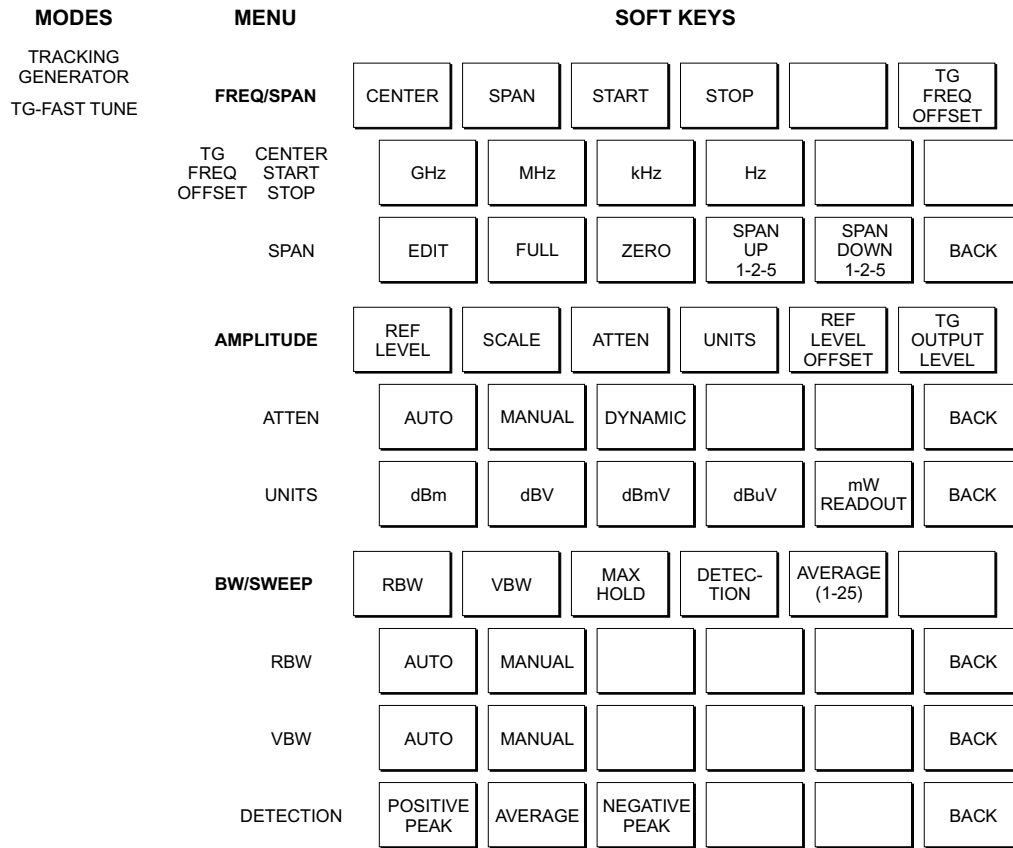 MODES MENU SOFT KEYS
TRACKING
GENERATOR
TG-FAST TUNE
FREQ/SPAN
CENTER
SPAN
START
STOP
TG
FREQ
OFFSET
TG
FREQ
OFFSET
CENTER
START
STOP
GHz
MHz
kHz
Hz
SPAN
EDIT
FULL
ZERO
SPAN
UP
1-2-5
SPAN
DOWN
1-2-5
BACK
AMPLITUDE
REF
LEVEL
SCALE
ATTEN
UNITS
REF
LEVEL
OFFSET
TG
OUTPUT
LEVEL
ATTEN
AUTO
MANUAL
DYNAMIC
BACK
UNITS
dBm
dBV
dBmV
dBuV
mW
READOUT
BACK
BW/SWEEP
RBW
VBW
MAX
HOLD
DETEC-
TION
AVERAGE
(1-25)
RBW
AUTO
MANUAL
BACK
VBW
AUTO
MANUAL
BACK
DETECTION
POSITIVE
PEAK
AVERAGE
NEGATIVE
PEAK
BACK